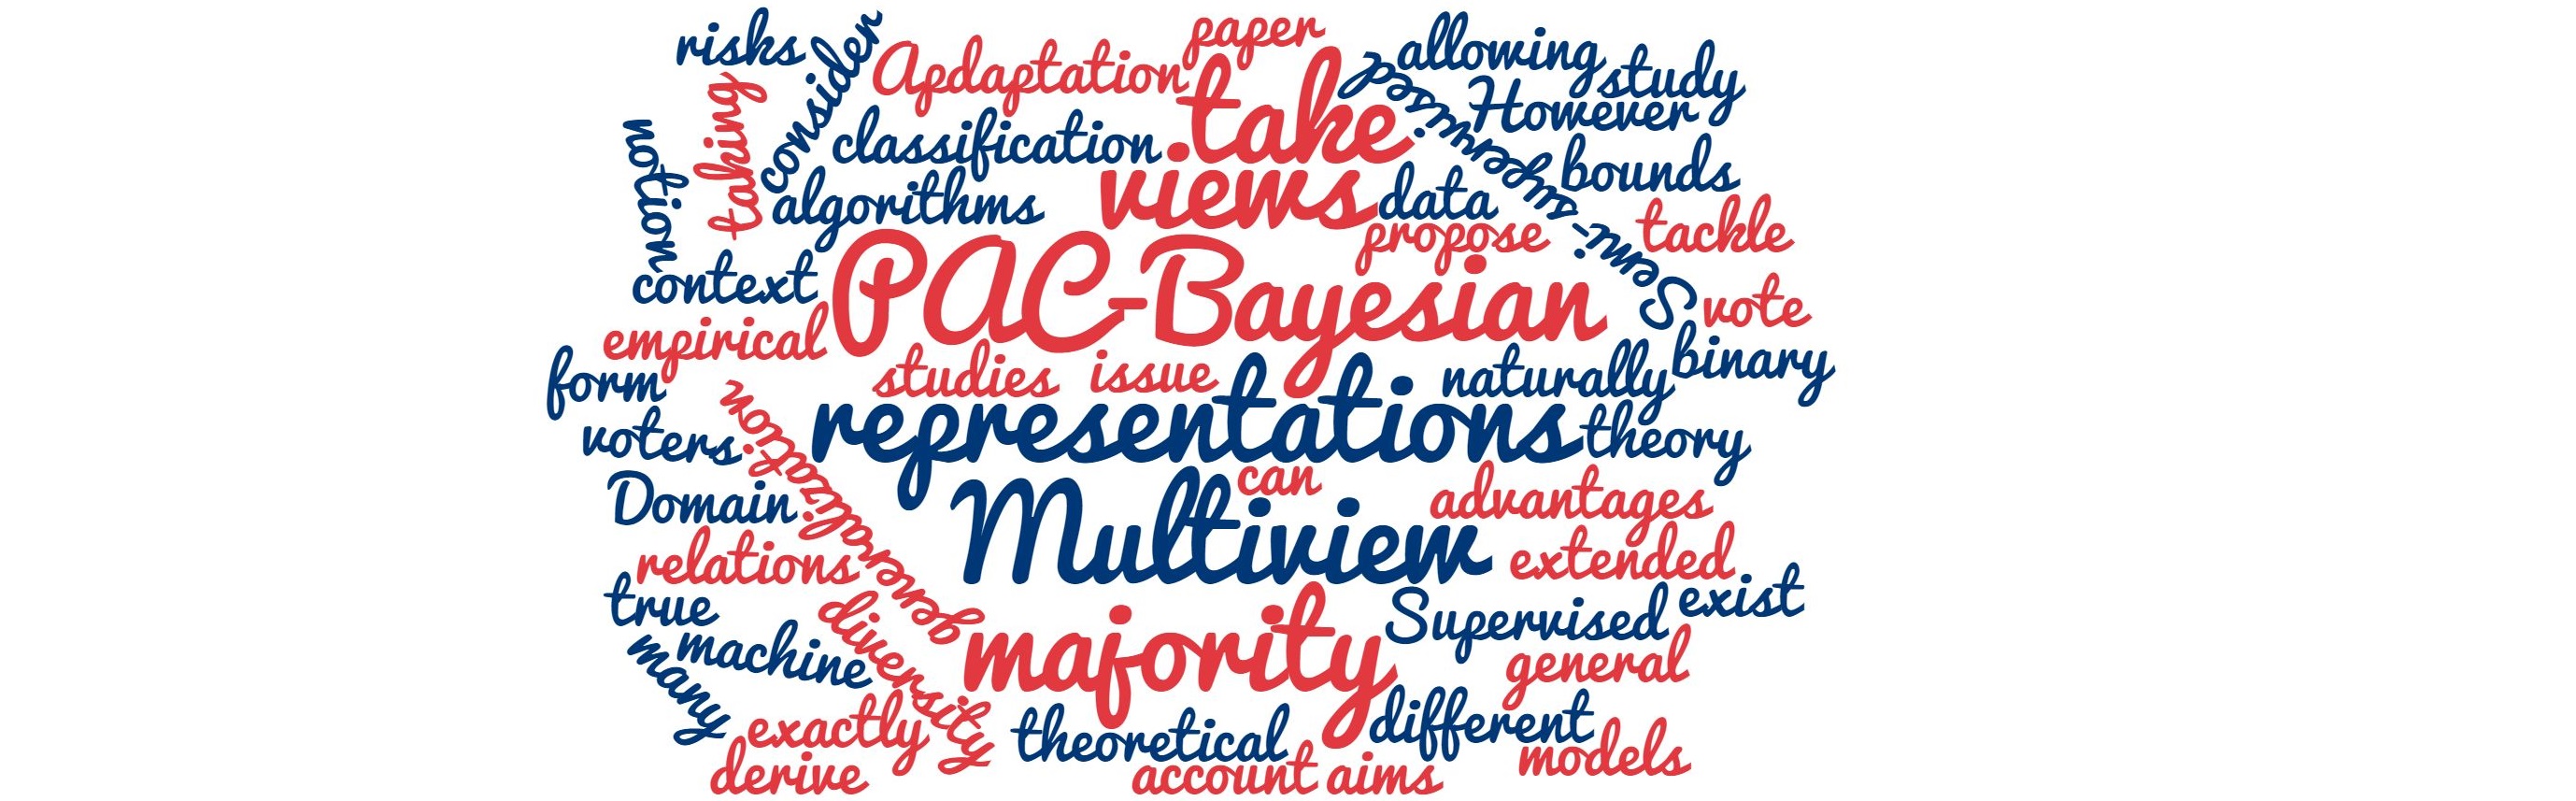 risks
consider
Apdaptation
paper
allowing
study
taking
take
Semi-supervised
However
notion
classification
bounds
algorithms
views
data
tackle
propose
context
PAC-Bayesian
vote
empirical
binary
form
studies
issue
naturally
voters
representations
theory
generalization
can
Domain
Multiview
advantages
relations
extended
true
diversity
majority
Supervised
exist
machine
general
many
exactly
theoretical
different
derive
account
aims
models